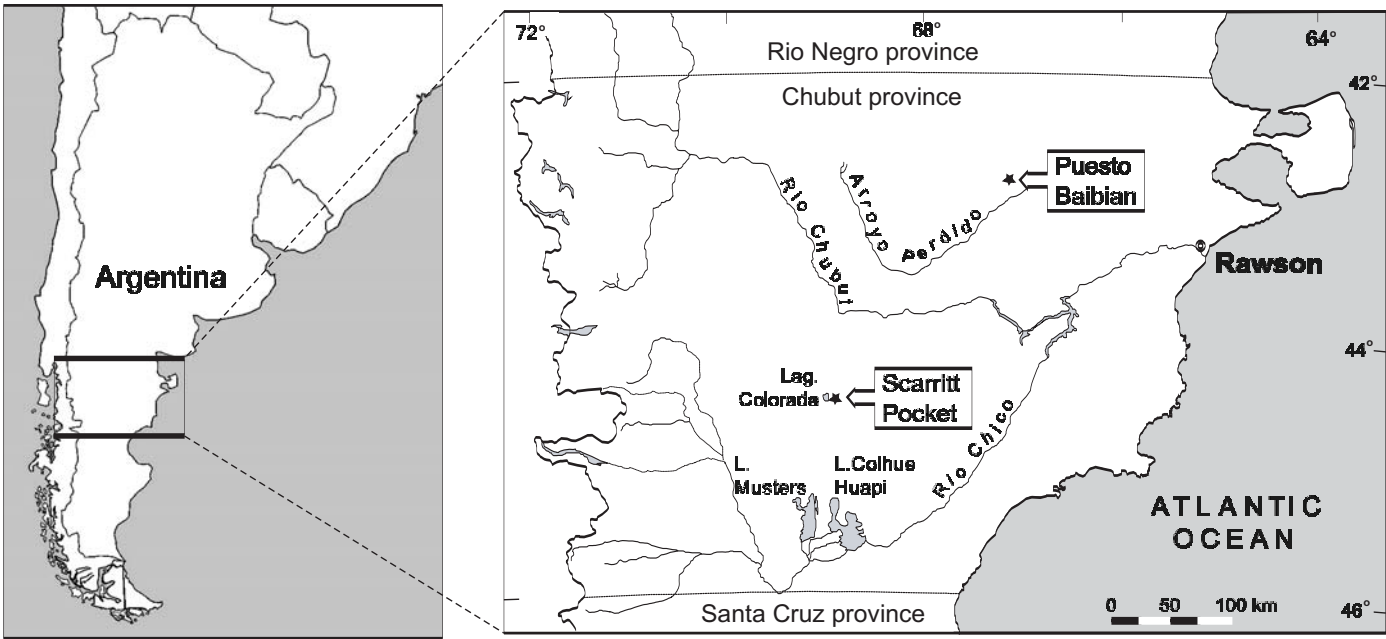 Argentina
72°
68°
64°
Rio Negro province
42°
Chubut province
Puesto
Baibian
Rio Chubut
Arroyo
Perdido
Rawson
44°
Lag.
Colorada
Scarritt
Pocket
Rio Chico
L.
Musters
L.Colhue
Huapi
ATLANTIC
OCEAN
0 50 100 km
Santa Cruz province
46°